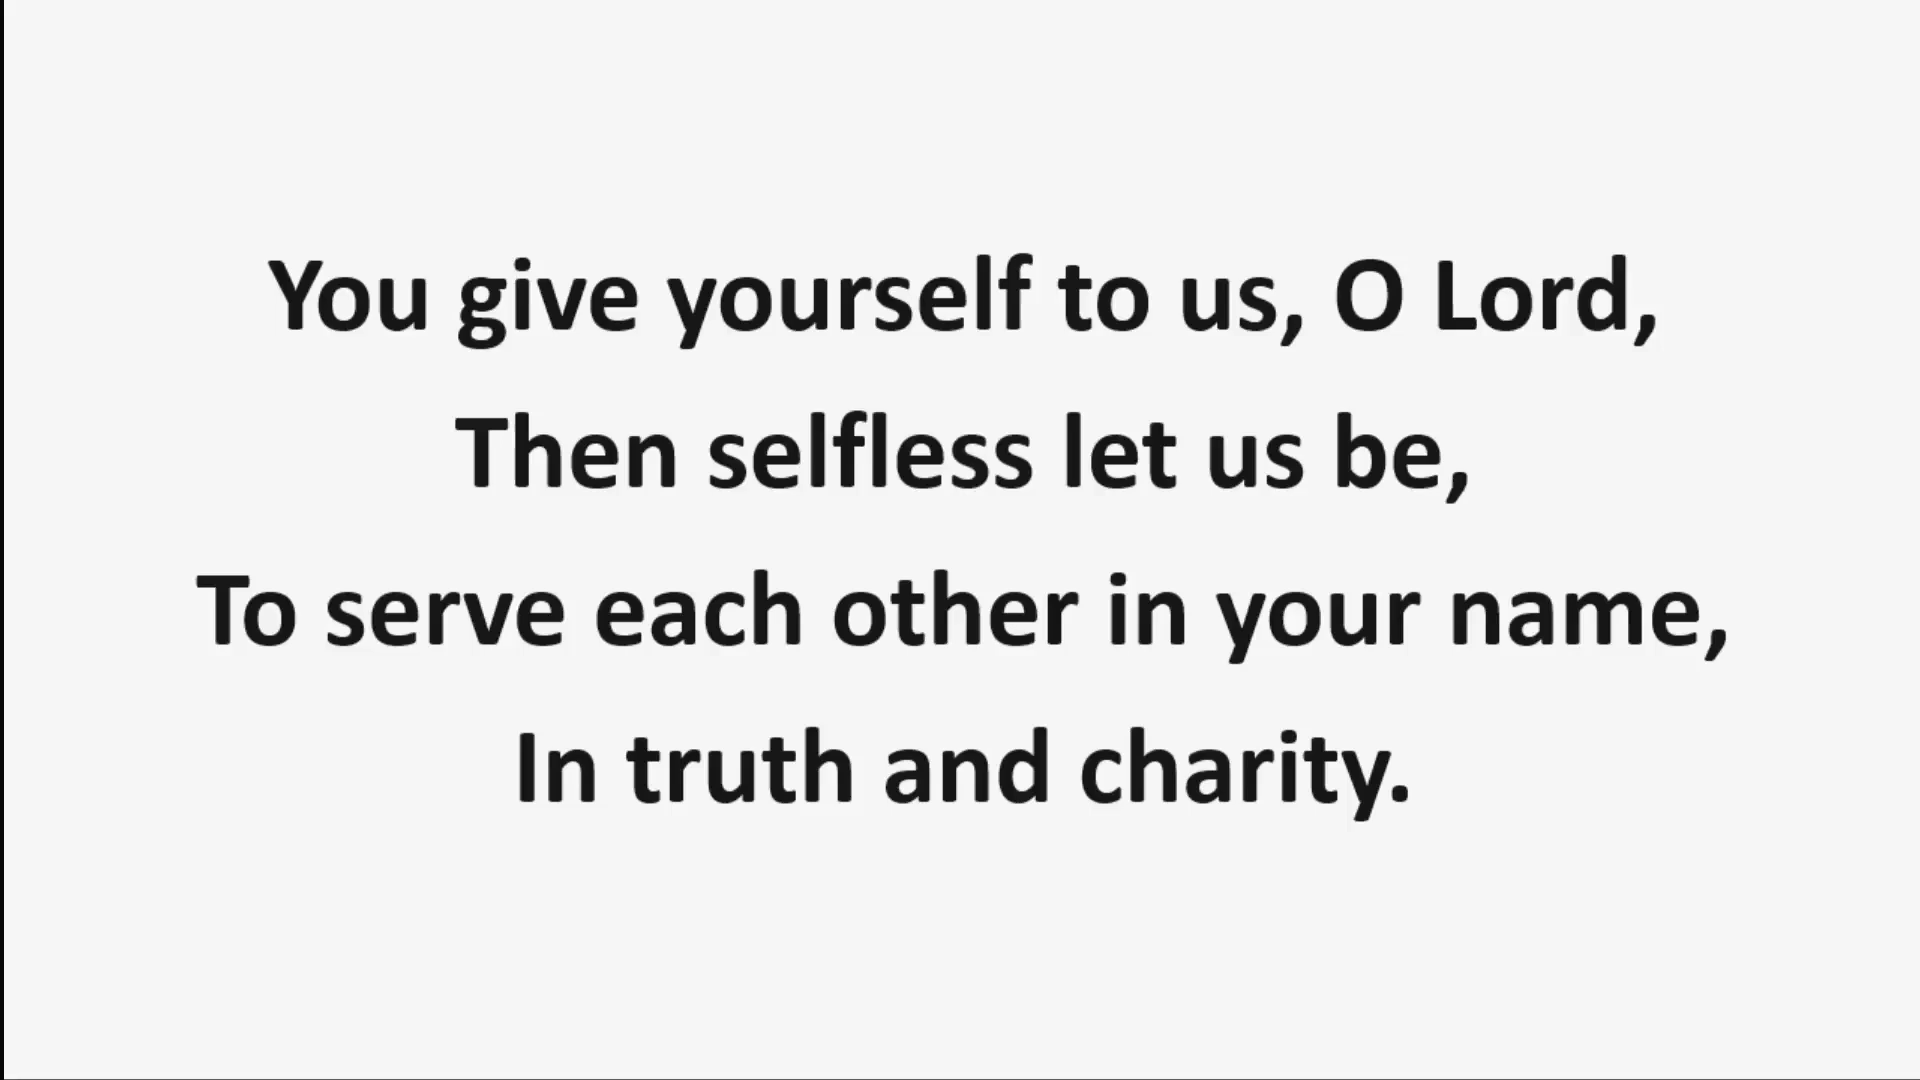 You give yourself to us, O Lord,
Then selfless let us be,
To serve each other in your name,
In truth and charity.